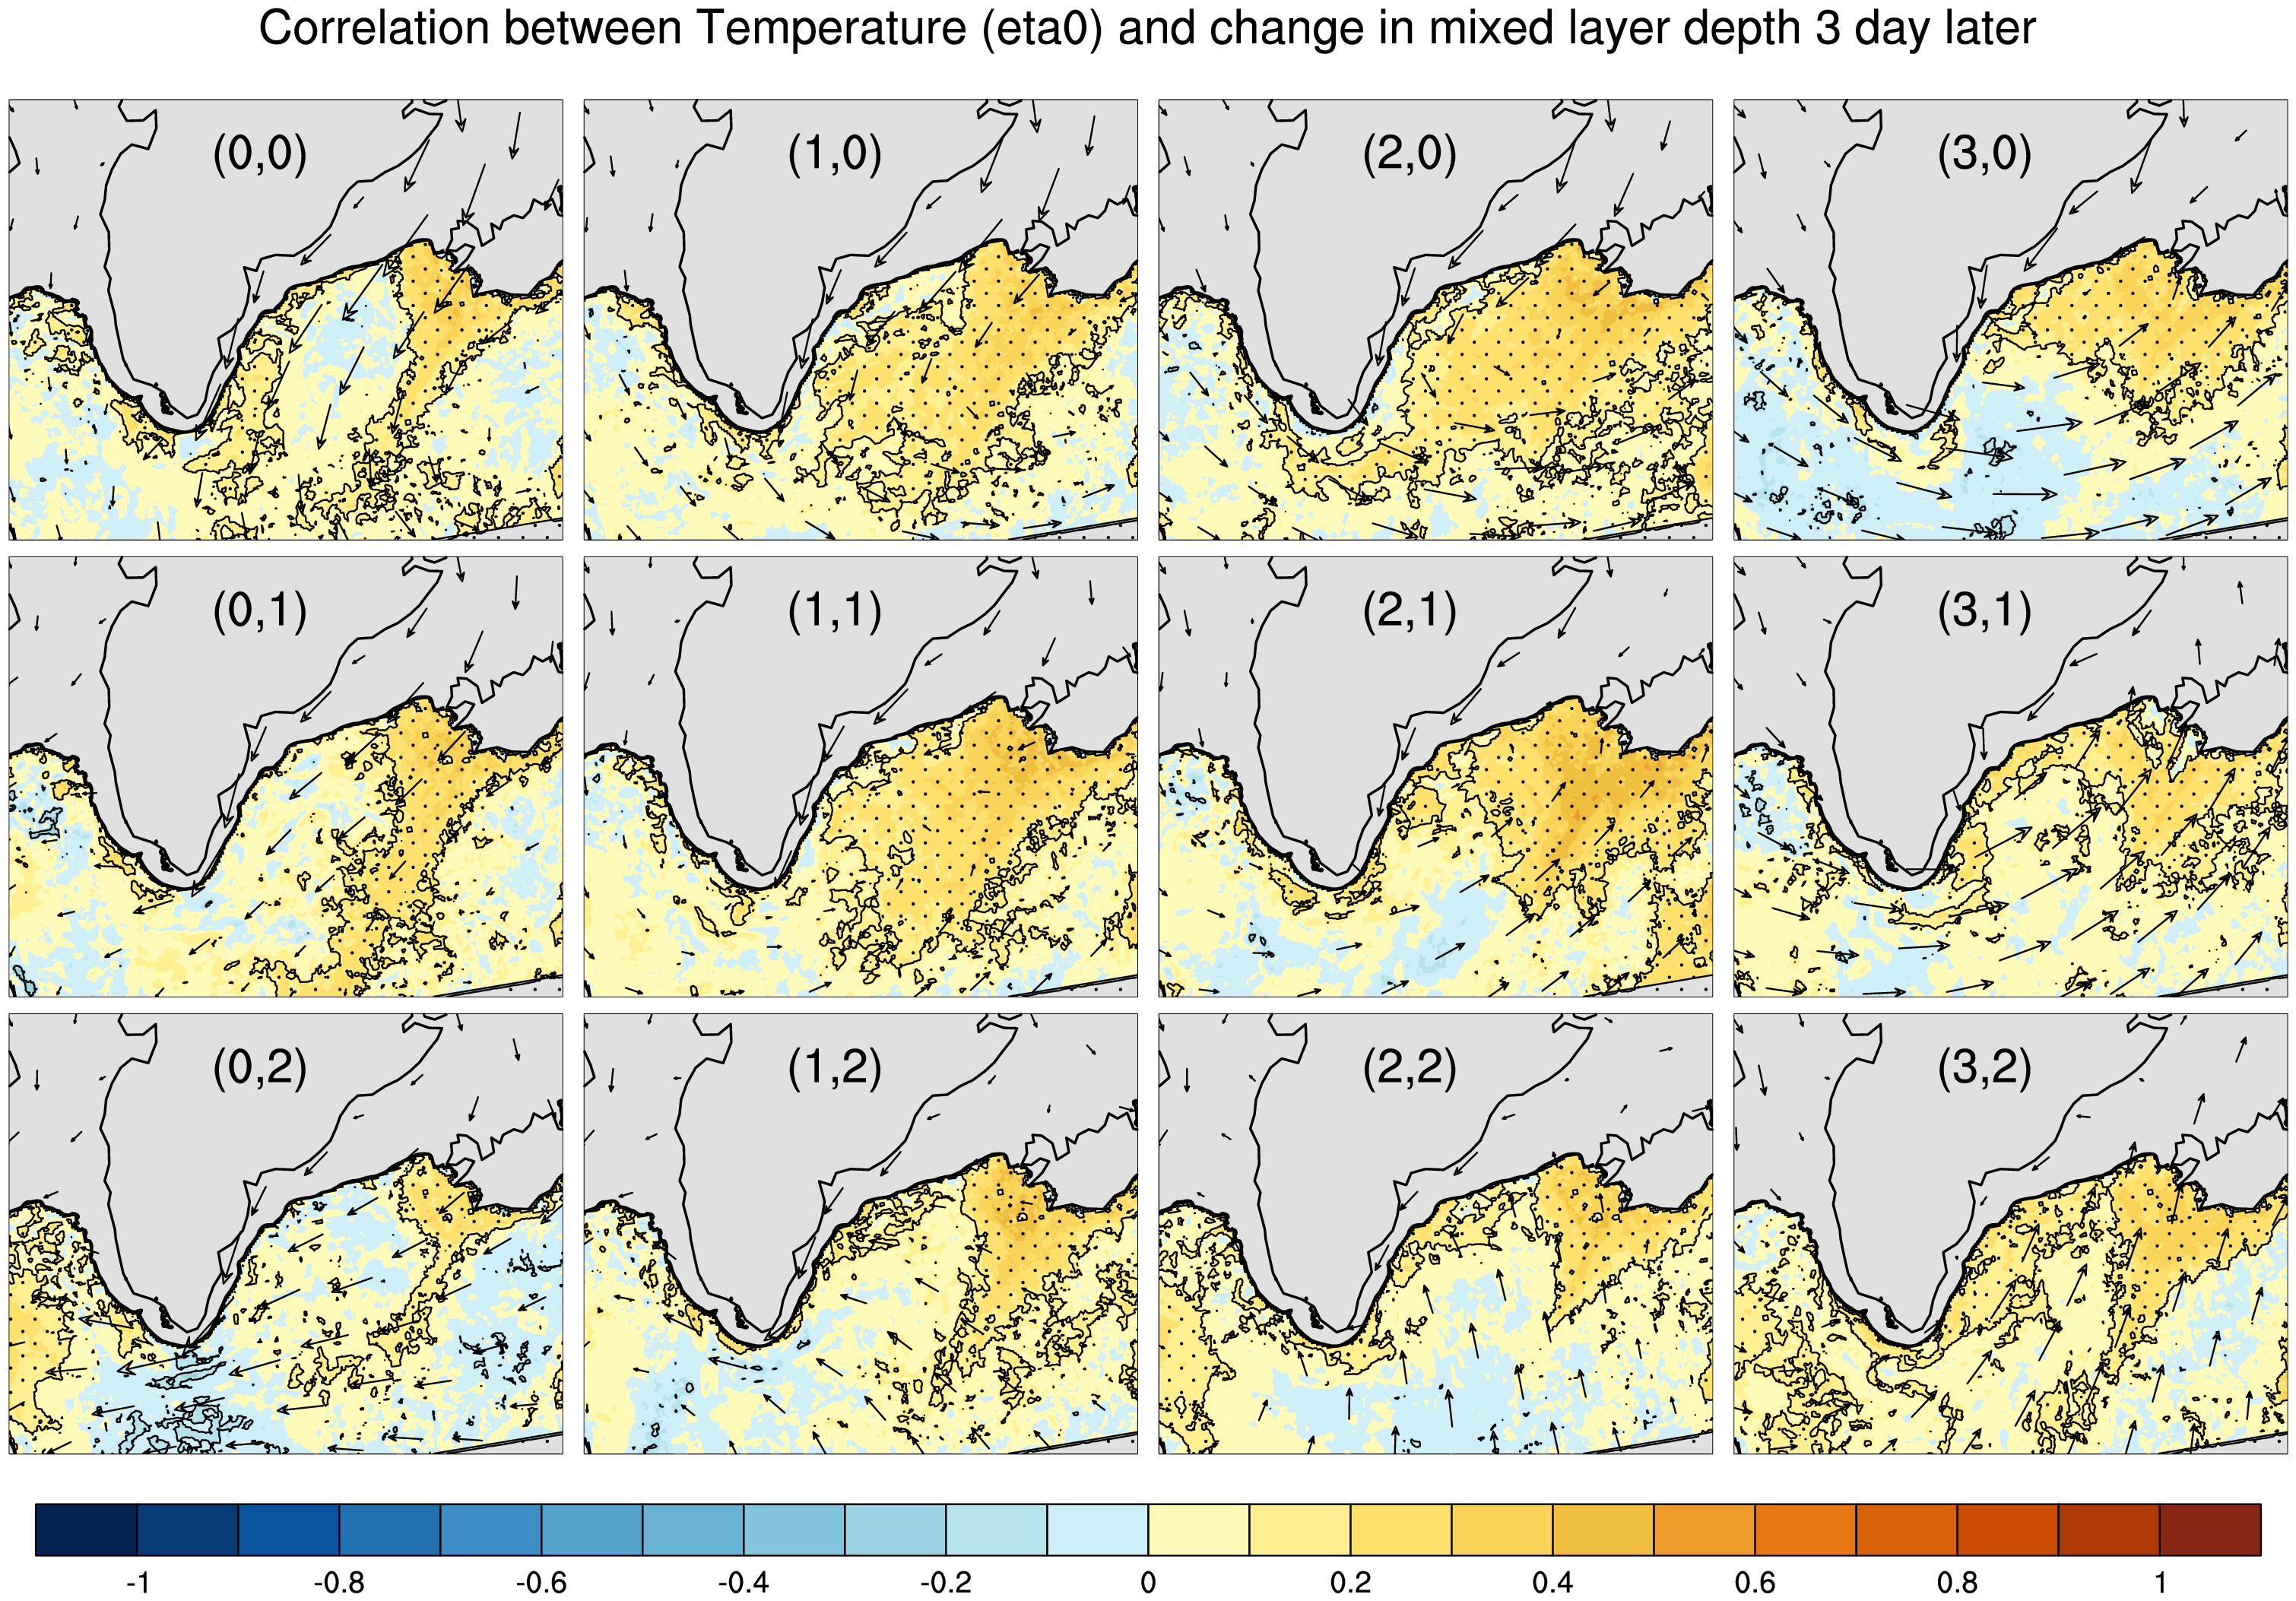 Correlation between Temperature (eta0) and change in mixed layer depth 3 day later
(0,0) (1,0) (2,0) (3,0)
(0,1) (1,1) (2,1) (3,1)
(0,2) (1,2) (2,2) (3,2)
-1 -0.8 -0.6 -0.4 -0.2 0 0.2 0.4 0.6 0.8 1